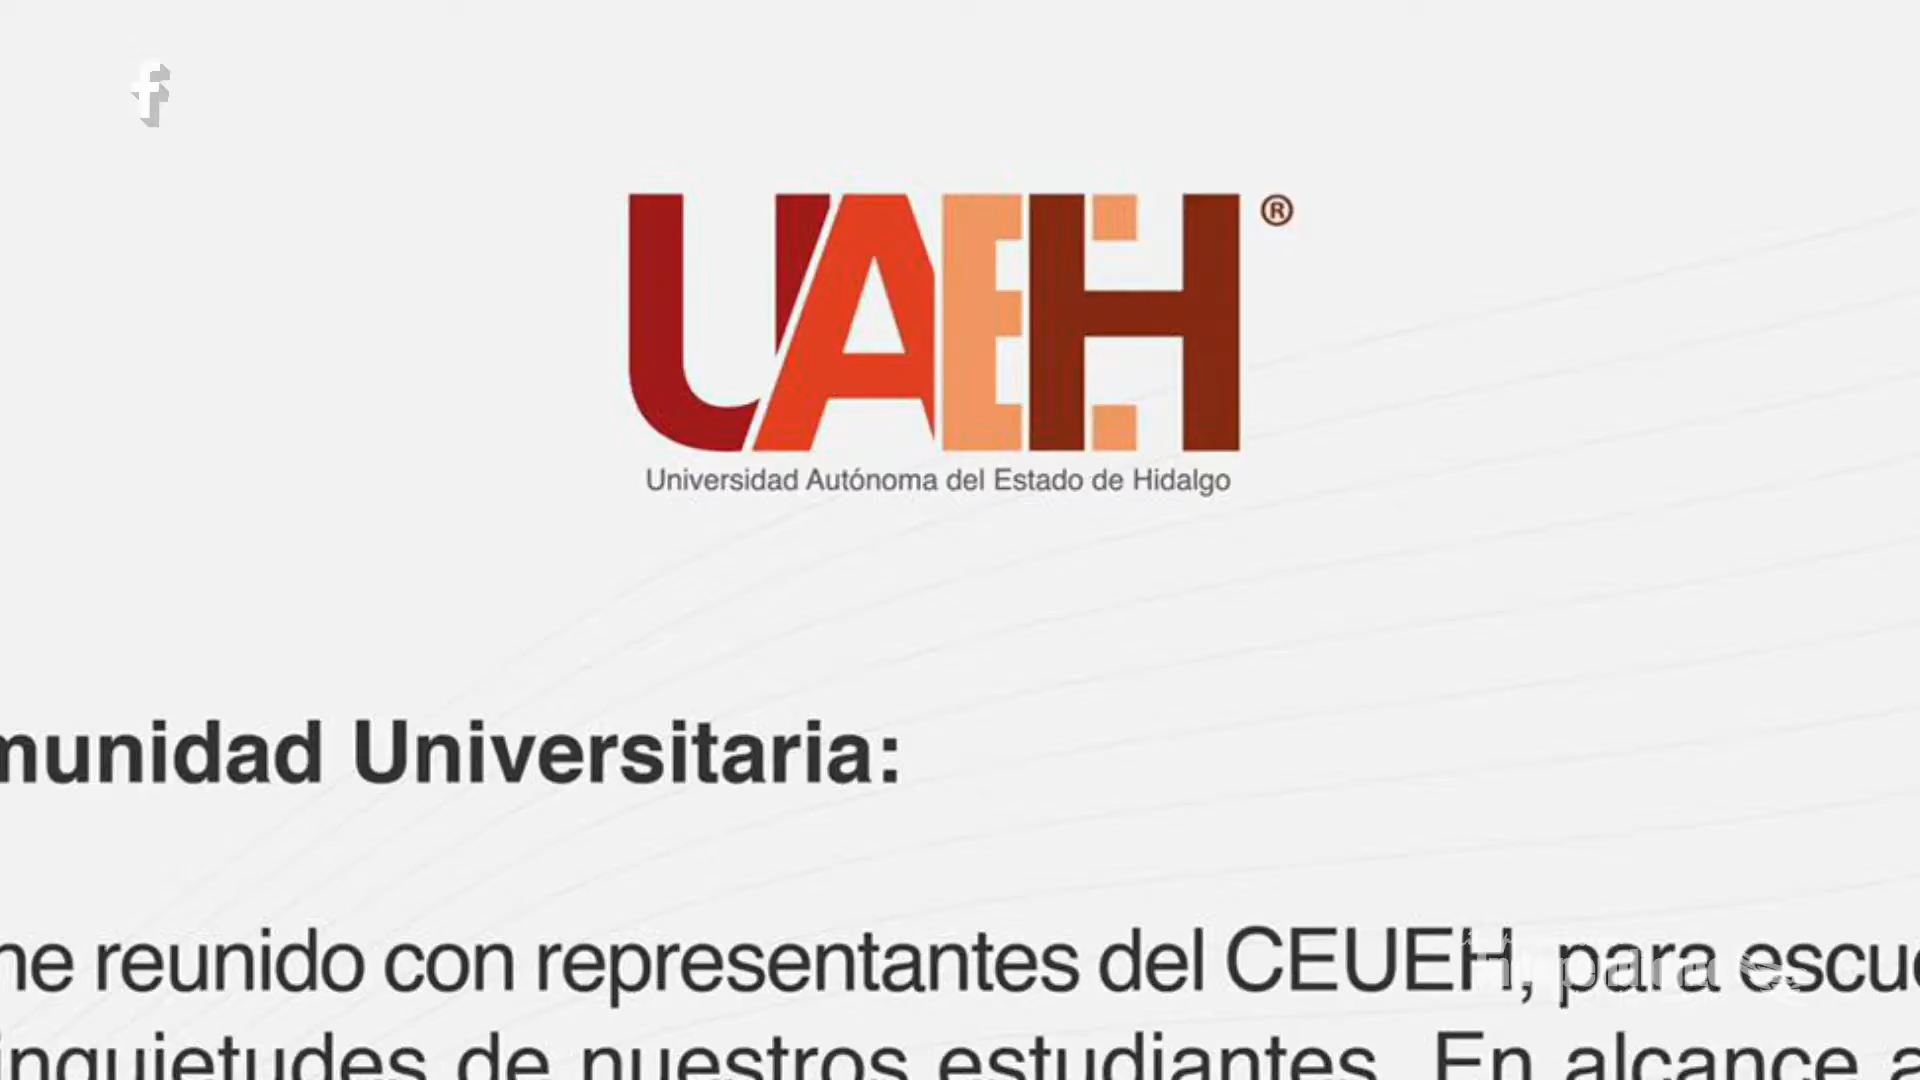 f
UAEH ®
Universidad Autónoma del Estado de Hidalgo
munidad Universitaria:
me reunido con representantes del CEUEH, para escu
inquietudes de nuestros estudiantes. En alcance a